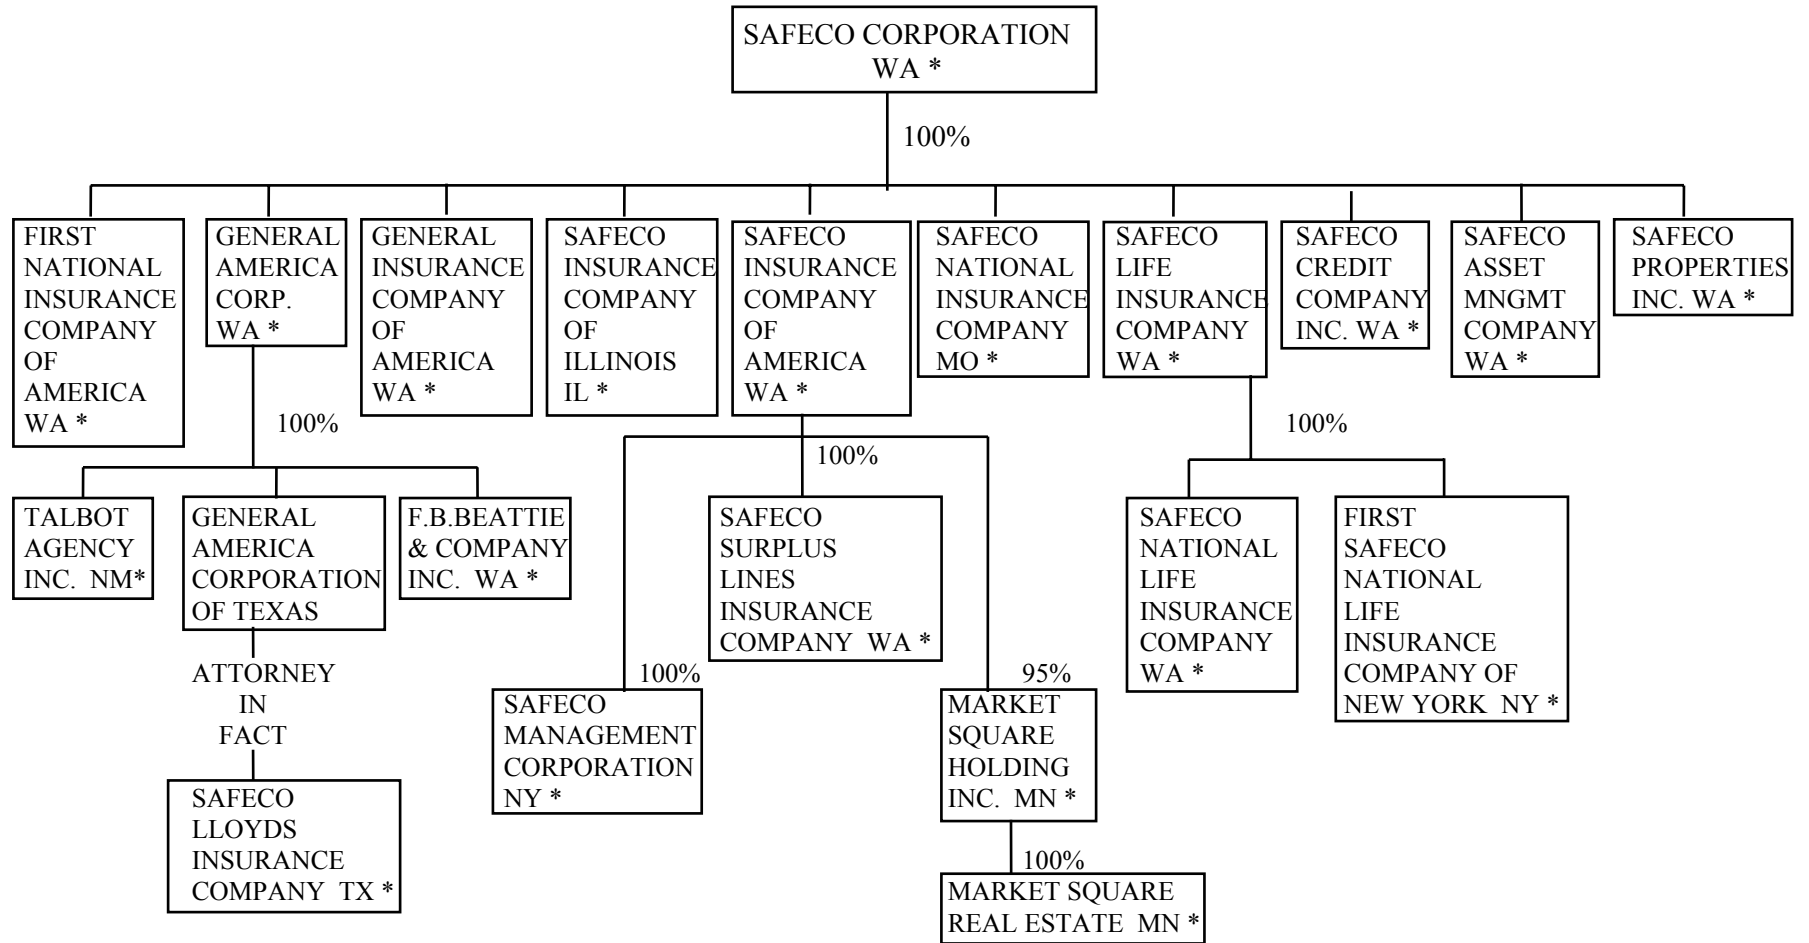 SAFECO CORPORATION
WA *
100%
FIRST
NATIONAL
INSURANCE
COMPANY
OF
AMERICA
WA *
GENERAL
AMERICA
CORP.
WA *
GENERAL
INSURANCE
COMPANY
OF
AMERICA
WA *
SAFECO
INSURANCE
COMPANY
OF
ILLINOIS
IL *
SAFECO
INSURANCE
COMPANY
OF
AMERICA
WA *
SAFECO
NATIONAL
INSURANCE
COMPANY
MO *
SAFECO
LIFE
INSURANCE
COMPANY
WA *
SAFECO
CREDIT
COMPANY
INC. WA *
SAFECO
ASSET
MNGMT
COMPANY
WA *
SAFECO
PROPERTIES
INC. WA *
100%
100%
100%
TALBOT
AGENCY
INC. NM*
GENERAL
AMERICA
CORPORATION
OF TEXAS
F.B.BEATTIE
& COMPANY
INC. WA *
SAFECO
SURPLUS
LINES
INSURANCE
COMPANY WA *
SAFECO
NATIONAL
LIFE
INSURANCE
COMPANY
WA *
FIRST
SAFECO
NATIONAL
LIFE
INSURANCE
COMPANY OF
NEW YORK NY *
ATTORNEY
IN
FACT
100%
95%
SAFECO
MANAGEMENT
CORPORATION
NY *
MARKET
SQUARE
HOLDING
INC. MN *
SAFECO
LLOYDS
INSURANCE
COMPANY TX *
100%
MARKET SQUARE
REAL ESTATE MN *